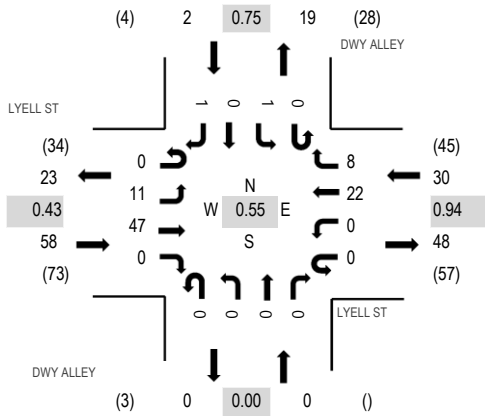 (4) 2 0.75 19 (28)
DWY ALLEY
LYELL ST
1 0 1 0
(34) (45)
23 0 8 30
11 N 22
0.43 W 0.55 E 0.94
47 S 0
58 0 0 48
(73) (57)
0 0 0 0
LYELL ST
DWY ALLEY
(3) 0 0.00 0 ()